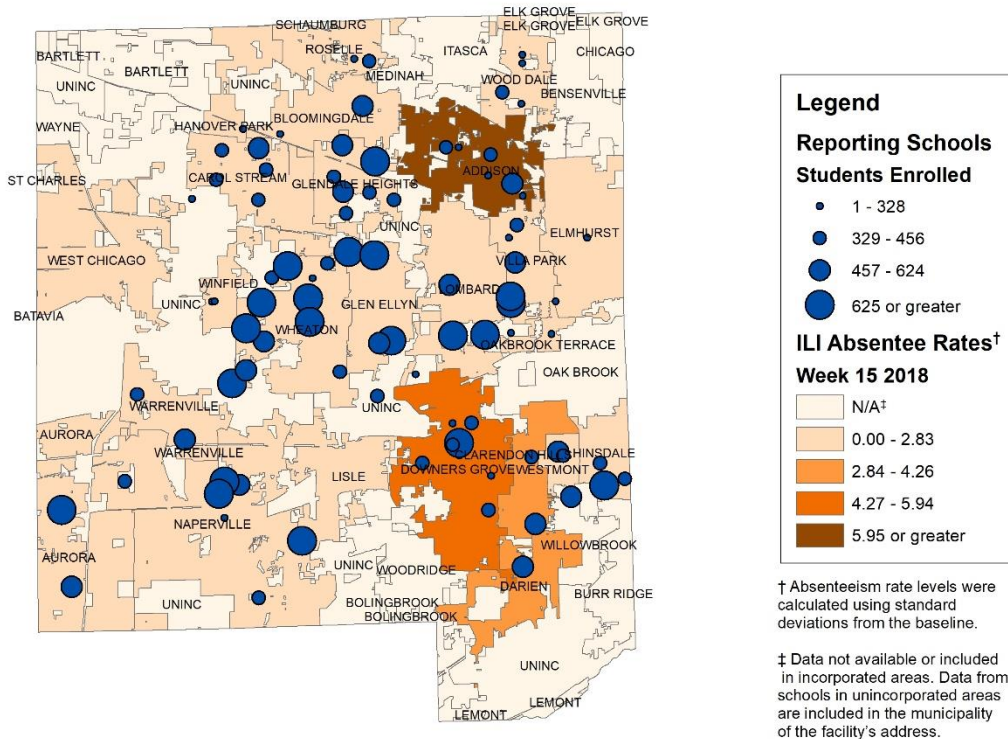 ELK GROVE
ELK GROVE
ELK GROVE
SCHAUMBURG
ROSELLE
ITASCA
CHICAGO
BARTLETT
BARTLETT
MEDINAH
WOOD DALE
UNINC
UNINC
BENSENVILLE
WAYNE
HANOVER PARK
BLOOMINGDALE
ST CHARLES
CAROL STREAM
GLENDALE HEIGHTS
ADDISON
UNINC
ELMHURST
WEST CHICAGO
VILLA PARK
WINFIELD
LOMBARD
BATAVIA
UNINC
GLEN ELLYN
WHEATON
OAKBROOK TERRACE
OAK BROOK
WARRENVILLE
UNINC
AURORA
WARRENVILLE
CLARENDON HILLS
HINSDALE
LISLE
DOWNERS GROVE
WESTMONT
NAPERVILLE
WILLOWBROOK
AURORA
UNINC
WOODRIDGE
DARIEN
UNINC
BOLINGBROOK
BURR RIDGE
BOLINGBROOK
UNINC
LEMONT
LEMONT
Legend
Reporting Schools
Students Enrolled
1 - 328
329 - 456
457 - 624
625 or greater
ILI Absentee Rates†
Week 15 2018
N/A‡
0.00 - 2.83
2.84 - 4.26
4.27 - 5.94
5.95 or greater
† Absenteeism rate levels were
calculated using standard
deviations from the baseline.
‡ Data not available or included
in incorporated areas. Data from
schools in unincorporated areas
are included in the municipality
of the facility's address.